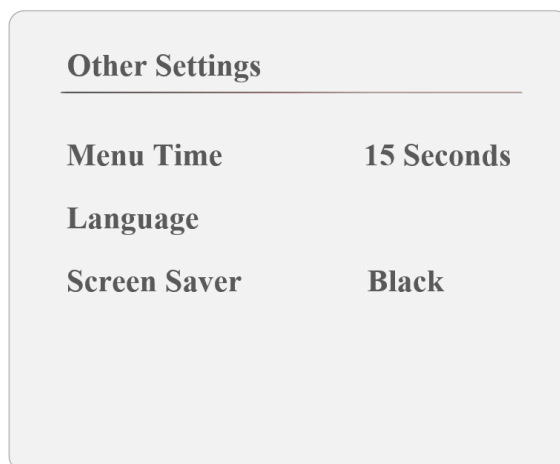 Other Settings
Menu Time 15 Seconds
Language
Screen Saver Black